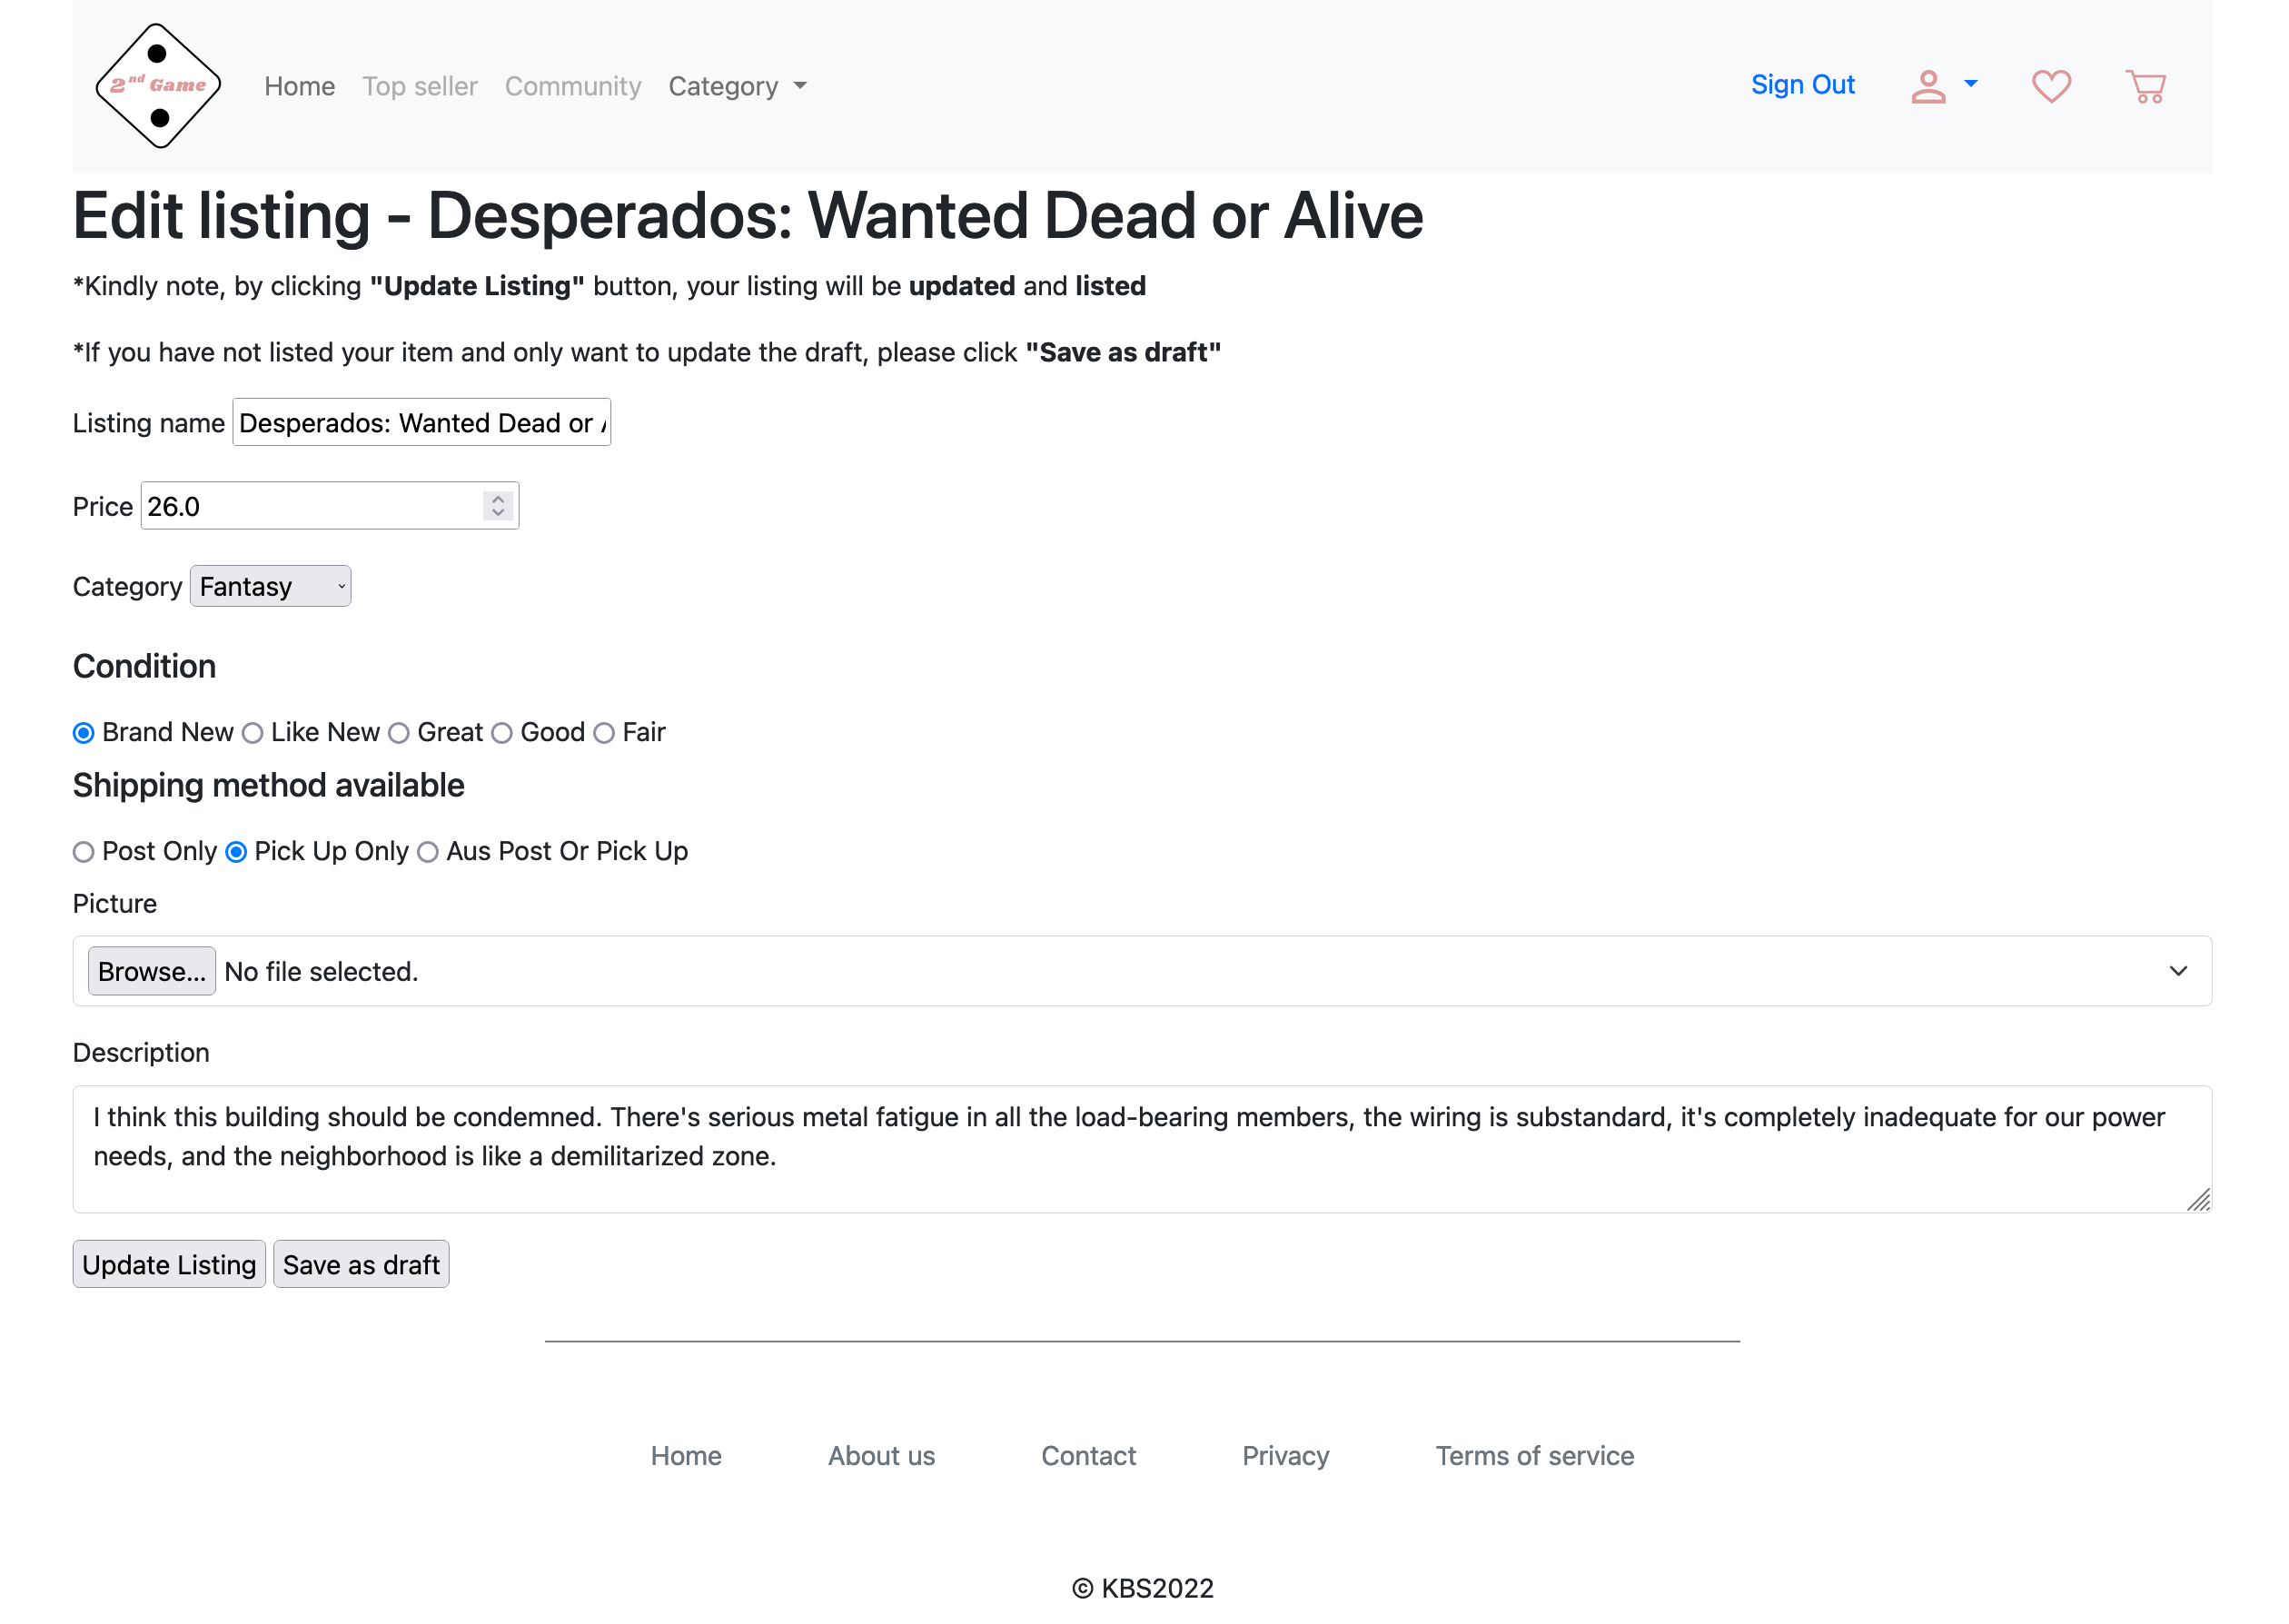 2nd Game
Home Top seller Community Category
Sign Out
Edit listing - Desperados: Wanted Dead or Alive
*Kindly note, by clicking "Update Listing" button, your listing will be updated and listed
*If you have not listed your item and only want to update the draft, please click "Save as draft"
Listing name Desperados: Wanted Dead or
Price 26.0
Category Fantasy
Condition
Brand New Like New Great Good Fair
Shipping method available
Post Only Pick Up Only Aus Post Or Pick Up
Picture
Browse... No file selected.
Description
I think this building should be condemned. There's serious metal fatigue in all the load-bearing members, the wiring is substandard, it's completely inadequate for our power
needs, and the neighborhood is like a demilitarized zone.
Update Listing Save as draft
Home About us Contact Privacy Terms of service
© KBS2022